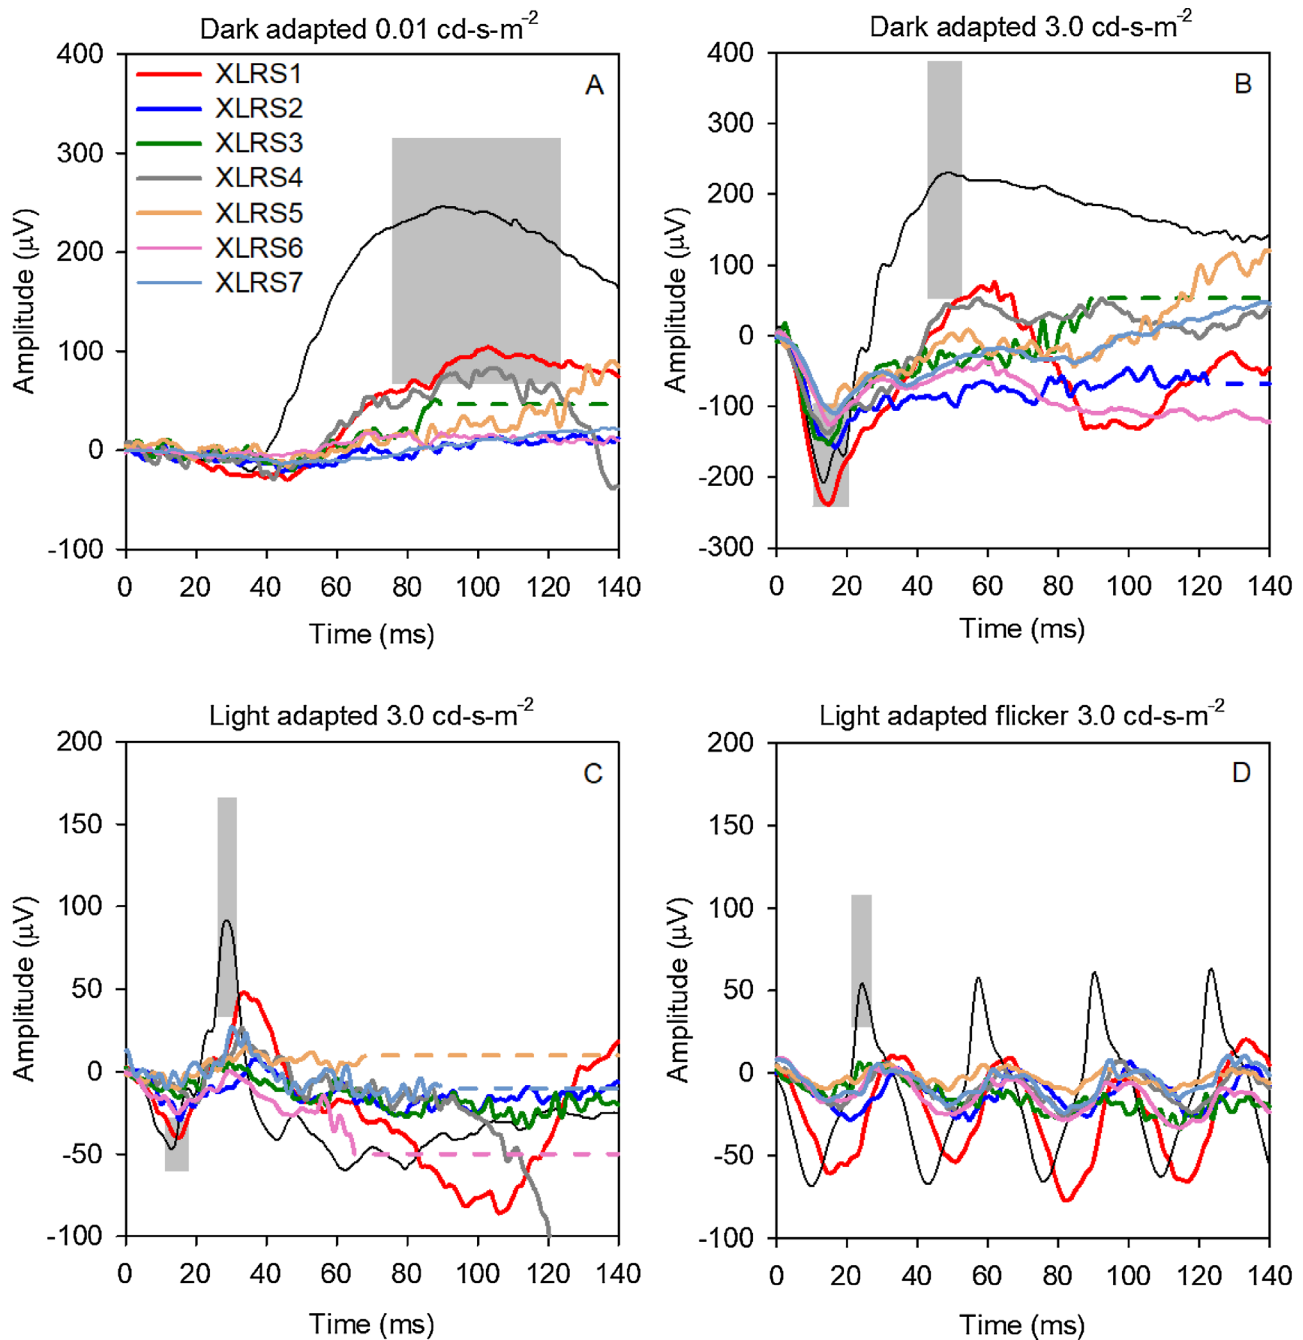 Dark adapted 0.01 cd-s-m−2
A
XLRS1
XLRS2
XLRS3
XLRS4
XLRS5
XLRS6
XLRS7
400
300
200
100
0
-100
Amplitude (μV)
0 20 40 60 80 100 120 140
Time (ms)
Dark adapted 3.0 cd-s-m−2
B
400
300
200
100
0
-100
-200
-300
Amplitude (μV)
0 20 40 60 80 100 120 140
Time (ms)
Light adapted 3.0 cd-s-m−2
C
200
150
100
50
0
-50
-100
Amplitude (μV)
0 20 40 60 80 100 120 140
Time (ms)
Light adapted flicker 3.0 cd-s-m−2
D
200
150
100
50
0
-50
-100
Amplitude (μV)
0 20 40 60 80 100 120 140
Time (ms)